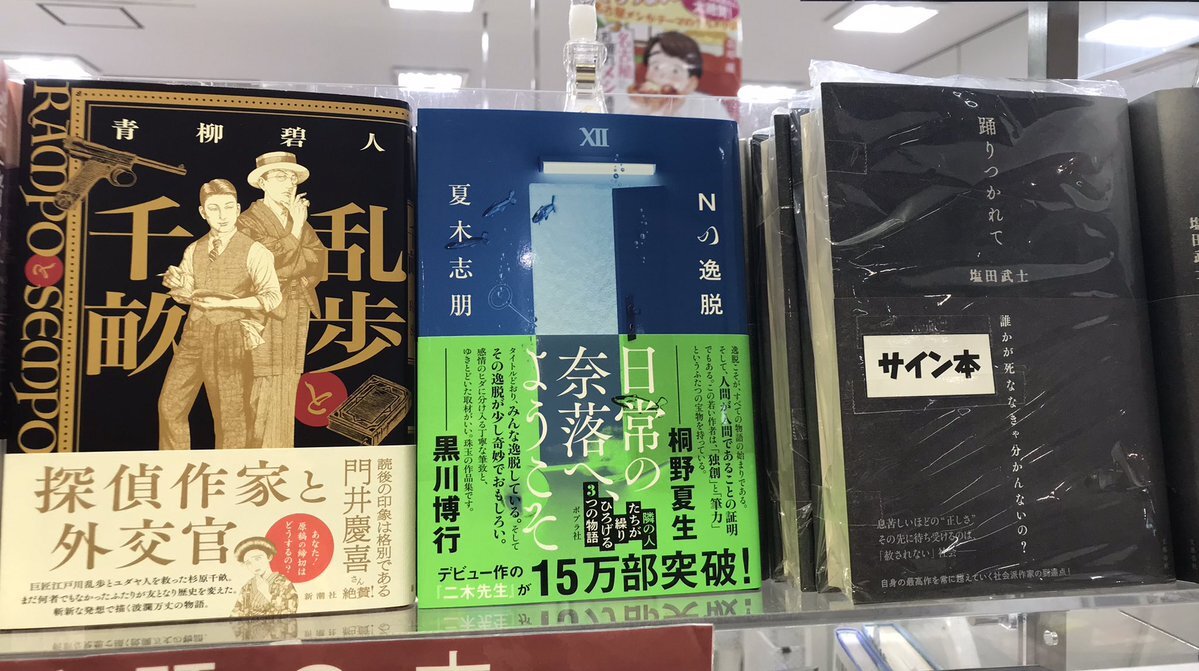 RAMPO と SEMPO
青柳碧人
乱歩と
千畝
探偵作家と
外交官
読後の印象は格別である
門井慶喜さん
絶賛!
あなた!
原稿の締切は
どうするの?
巨匠江戸川乱歩とユダヤ人を救った杉原千畝。
まだ何者でもなかったふたりが友となり歴史を変えた。
斬新な発想で描く波瀾万丈の物語。
新潮社
XII
Nの逸脱
夏木志朋
逸脱こそが、すべての物語の始まりである。
そして、人間が人間であることの証明
でもある。この若い作者は、「独創」と「筆力」
というふたつの宝物を持っている。
桐野夏生
日常の
奈落へ、
ようこそ
隣の人
たちが
繰り
ひろげる
3つの物語
ポプラ社
タイトルどおり、みんな逸脱している。そして
その逸脱が少し奇妙でおもしろい。
感情のヒダに分け入る丁寧な筆致と、
ゆきとどいた取材がいい。珠玉の作品集です。
黒川博行
デビュー作の
『二木先生』が
15万部突破!
踊りつかれて
塩田武士
サイン本
誰かが死ななきゃ分かんないの?
息苦しいほどの“正しさ”
その先に待ち受けるのは、
「赦されない」社会
自身の最高作を常に超えていく社会派作家の到達点!